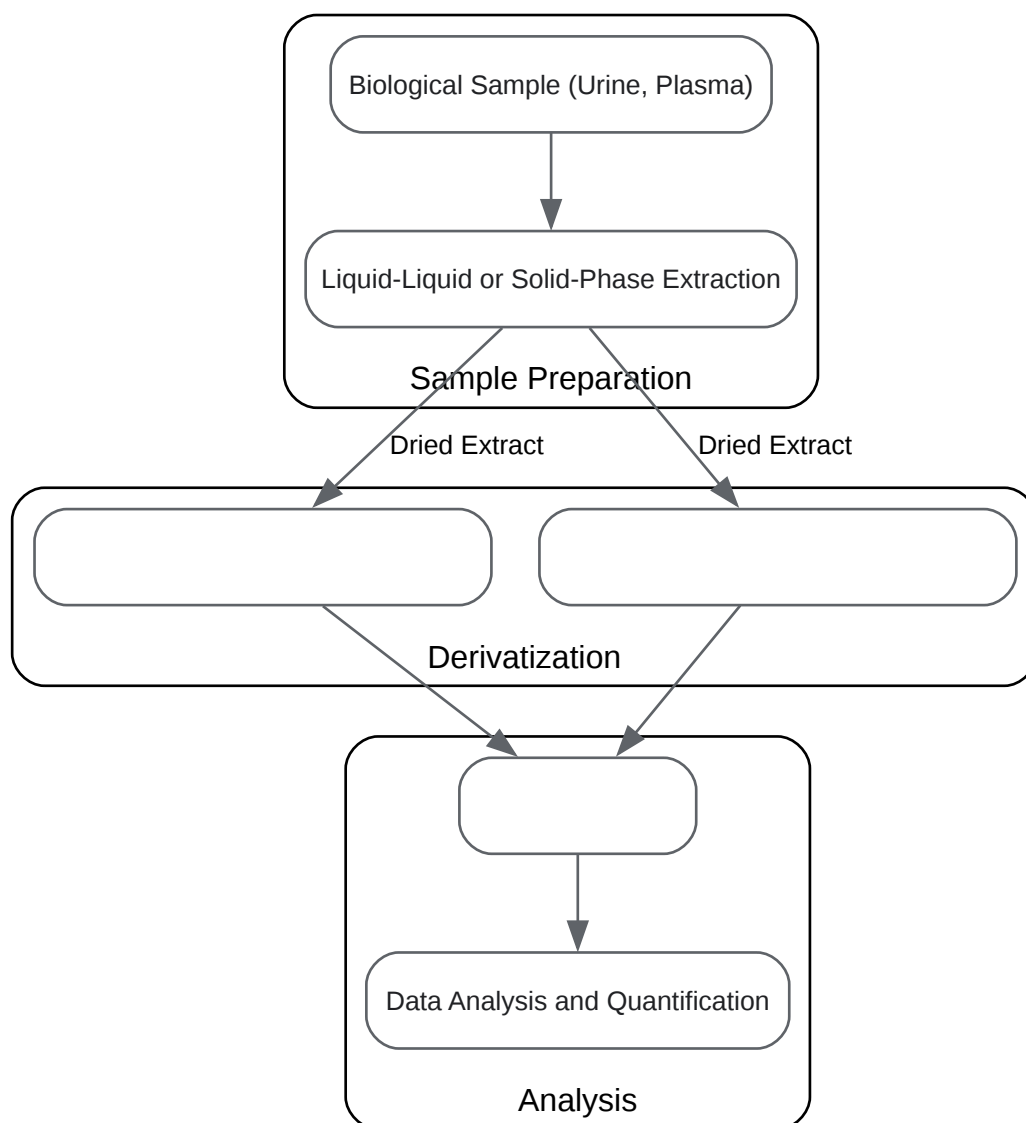 Biological Sample (Urine, Plasma)
Liquid-Liquid or Solid-Phase Extraction
Sample Preparation
Dried Extract
Dried Extract
Derivatization
Data Analysis and Quantification
Analysis